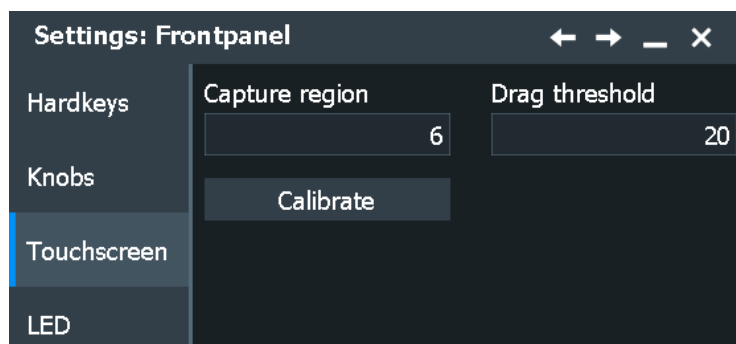 Settings: Frontpanel
Hardkeys
Knobs
Touchscreen
LED
Capture region
6
Drag threshold
20
Calibrate